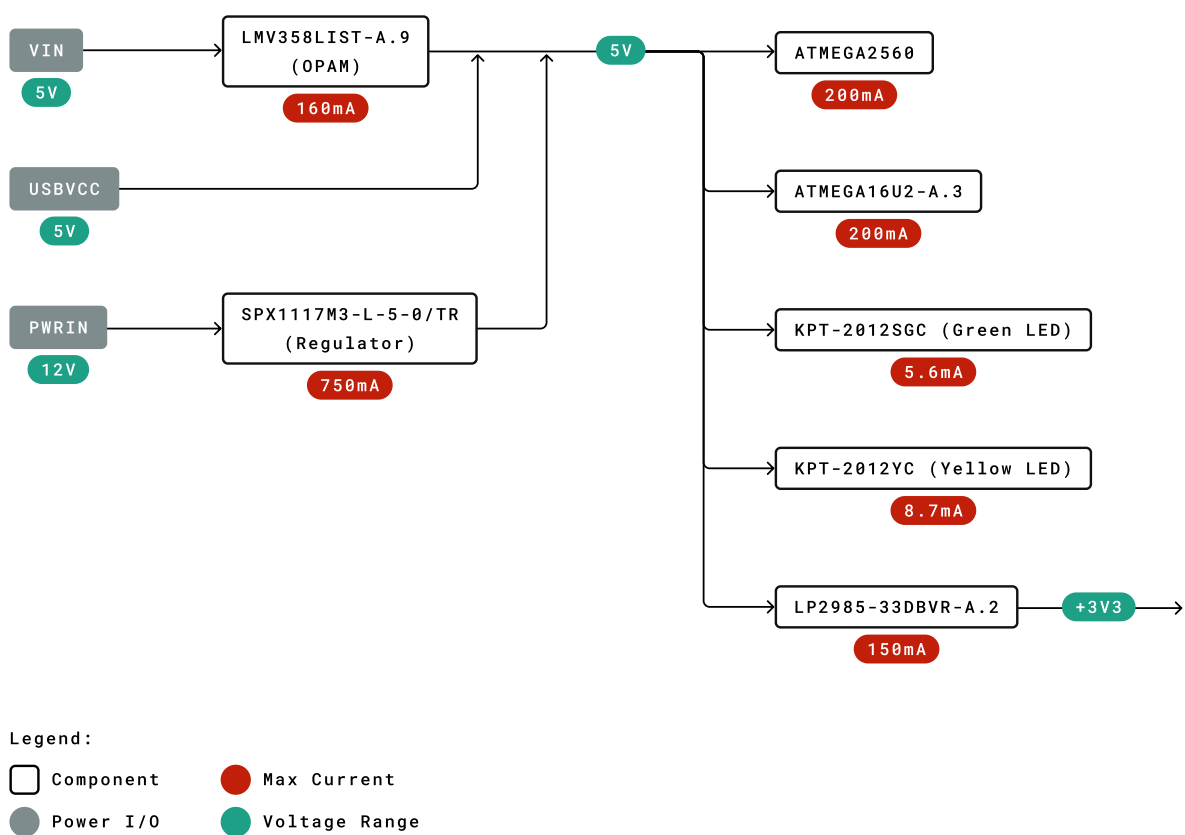 VIN
5V
LMV358LIST-A.9
(OPAM)
160mA
5V
ATMEGA2560
200mA
USBVCC
5V
ATMEGA16U2-A.3
200mA
PWRIN
12V
SPX1117M3-L-5-0/TR
(Regulator)
750mA
KPT-2012SGC (Green LED)
5.6mA
KPT-2012YC (Yellow LED)
8.7mA
LP2985-33DBVR-A.2
150mA
+3V3
Legend:
Component
Max Current
Power I/O
Voltage Range